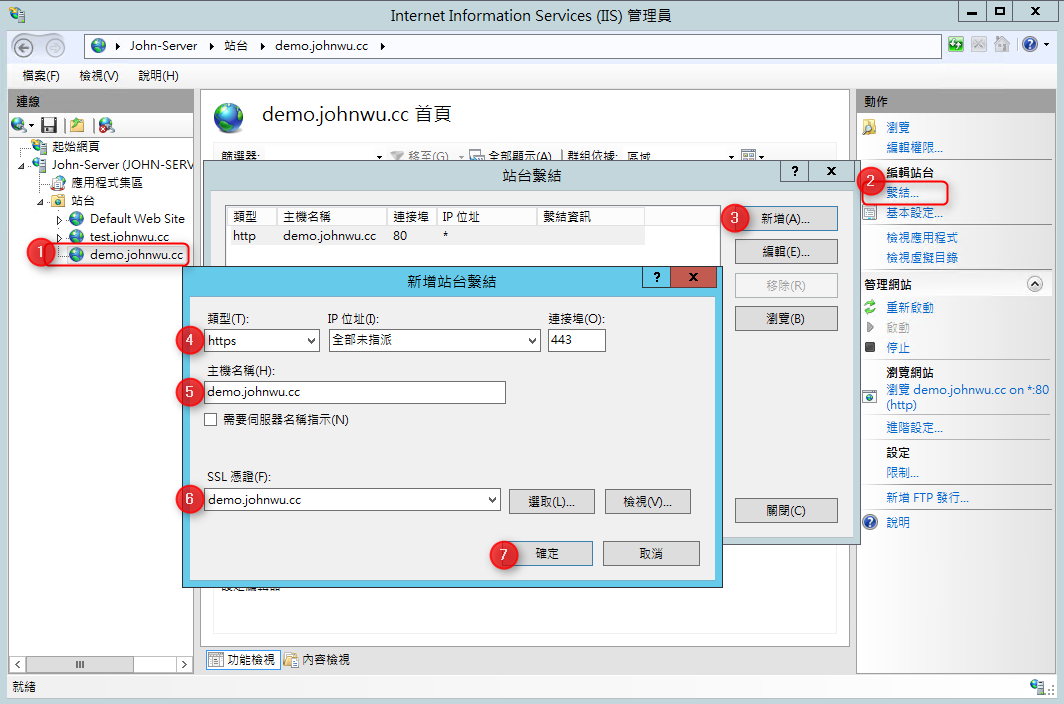 Internet Information Services (IIS) 管理員
John-Server 站台 demo.johnwu.cc
檔案(F) 檢視(V) 說明(H)
連線
起始網頁
John-Server (JOHN-SERV
應用程式集區
站台
Default Web Site
test.johnwu.cc
1
demo.johnwu.cc
demo.johnwu.cc 首頁
篩選器: 移至(G) 全部顯示(A) 群組依據: 區域
站台繫結
?
X
類型 主機名稱 連接埠 IP 位址 繫結資訊
http demo.johnwu.cc 80 *
3
新增(A)...
編輯(E)...
移除(R)
瀏覽(B)
關閉(C)
新增站台繫結
?
X
類型(T): IP 位址(I): 連接埠(O):
4
https 全部未指派 443
主機名稱(H):
5
demo.johnwu.cc
需要伺服器名稱指示(N)
SSL 憑證(F):
6
demo.johnwu.cc 選取(L)... 檢視(V)...
7
確定 取消
功能檢視 內容檢視
動作
瀏覽
編輯權限...
編輯站台
2
繫結...
基本設定...
檢視應用程式
檢視虛擬目錄
管理網站
重新啟動
啟動
停止
瀏覽網站
瀏覽 demo.johnwu.cc on *:80
(http)
進階設定...
設定
限制...
新增 FTP 發行...
說明
就緒